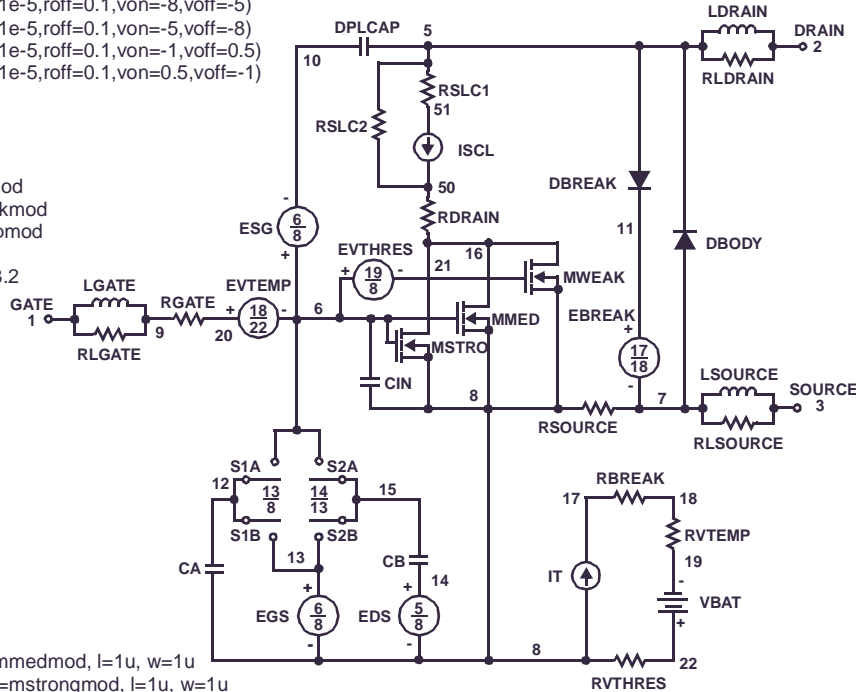 1e-5,roff=0.1,von=-8,voff=-5)
1e-5,roff=0.1,von=-5,voff=-8)
1e-5,roff=0.1,von=-1,voff=0.5)
1e-5,roff=0.1,von=0.5,voff=-1)
LDRAIN
DPLCAP 5 DRAIN
10 2
RSLC1 RLDRAIN
51
RSLC2
ISCL
od
kmod
omod
50
DBREAK
- RDRAIN
ESG 6 8
11
DBODY
+ EVTHRES 16
21
+ 19 8 - MWEAK
3.2
LGATE EVTEMP
GATE RGATE + 18 22 - 6
EBREAK
+
1 9 20 MMED
17 18
RLGATE MSTRO
-
LSOURCE
CIN 8 7 SOURCE
3
RSOURCE
RLSOURCE
S1A S2A
12 13 8 14 13 15
RBREAK
17 18
S1B S2B
RVTEMP
13
CA CB 19
IT -
+ + 14
VBAT
EGS 6 8 EDS 5 8
+
- - 8
22
RVTHRES
mmedmod, l=1u, w=1u
=mstrongmod, l=1u, w=1u